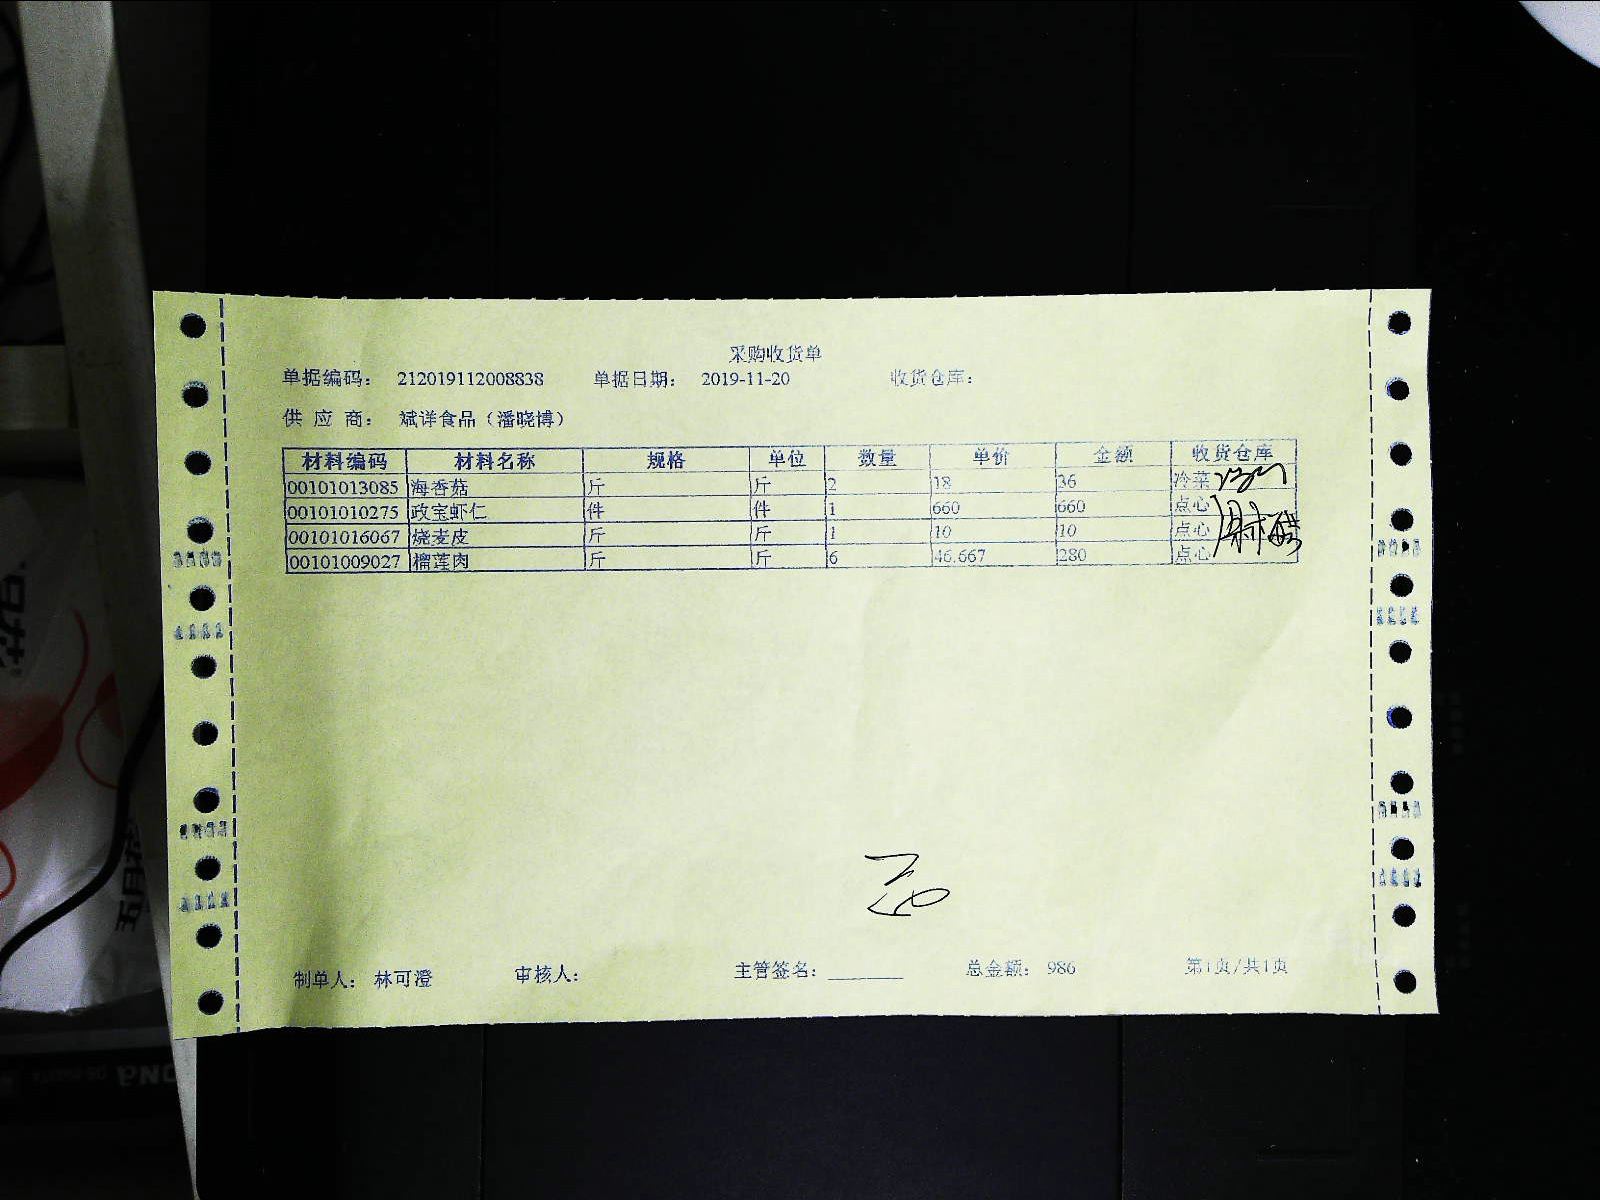 采购收货单
单据编码： 212019112008838 单据日期： 2019-11-20 收货仓库：
供 应 商： 斌详食品（潘晓博）
材料编码 材料名称 规格 单位 数量 单价 金额 收货仓库
00101013085 海香菇 斤 斤 2 18 36 冷菜
00101010275 政宝虾仁 件 件 1 660 660 点心
00101016067 烧麦皮 斤 斤 1 10 10 点心
00101009027 榴莲肉 斤 斤 6 46.667 280 点心
制单人： 林可澄 审核人： 主管签名： 总金额： 986 第1页/共1页